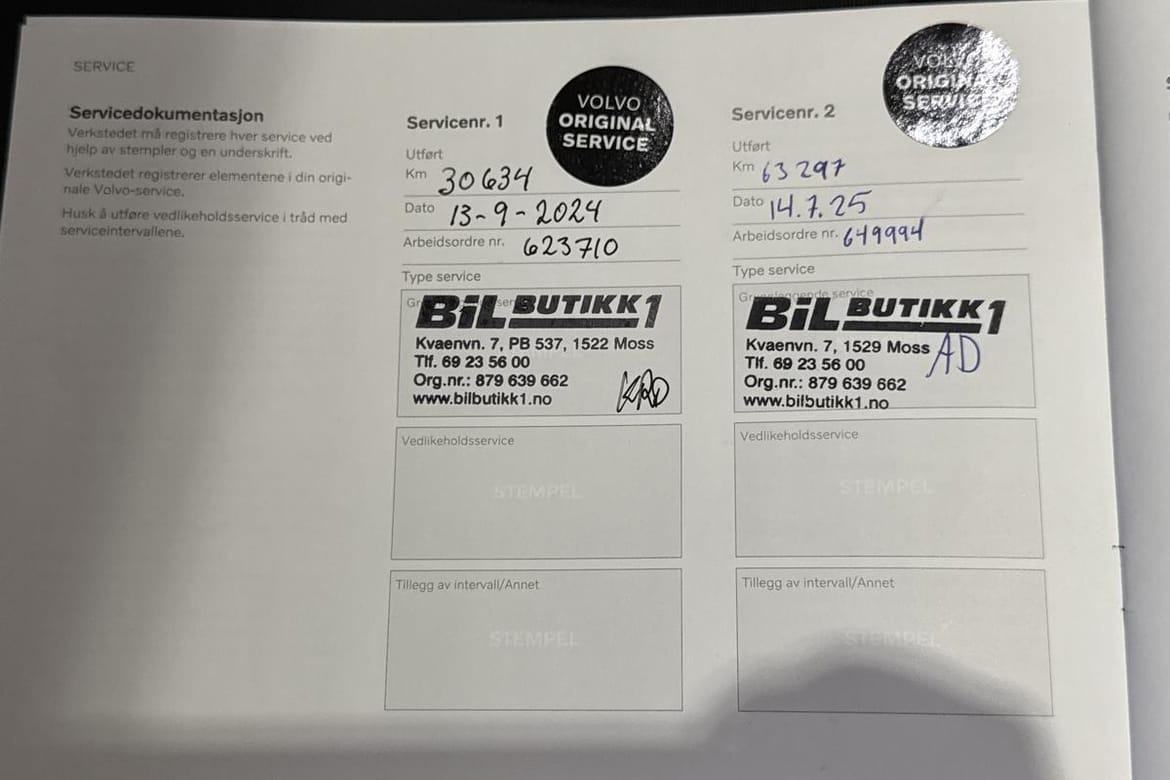 SERVICE
Servicedokumentasjon
Verkstedet må registrere hver service ved
hjelp av stempler og en underskrift.
Verkstedet registrerer elementene i din origi-
nale Volvo-service.
Husk å utføre vedlikeholdsservice i tråd med
serviceintervallene.
Servicenr. 1
VOLVO
ORIGINAL
SERVICE
Utført
Km 30634
Dato 13-9-2024
Arbeidsordre nr. 623710
Type service
BiLBUTIKK1
Kvaenvn. 7, PB 537, 1522 Moss
Tlf. 69 23 56 00
Org.nr.: 879 639 662
www.bilbutikk1.no
Vedlikeholdsservice
STEMPEL
Tillegg av intervall/Annet
STEMPEL
Servicenr. 2
VOLVO
ORIGINAL
SERVICE
Utført
Km 63297
Dato 14.7.25
Arbeidsordre nr. 649994
Type service
Grunnleggende service
BiLBUTIKK1
Kvaenvn. 7, 1529 Moss AD
Tlf. 69 23 56 00
Org.nr.: 879 639 662
www.bilbutikk1.no
Vedlikeholdsservice
STEMPEL
Tillegg av intervall/Annet
STEMPEL